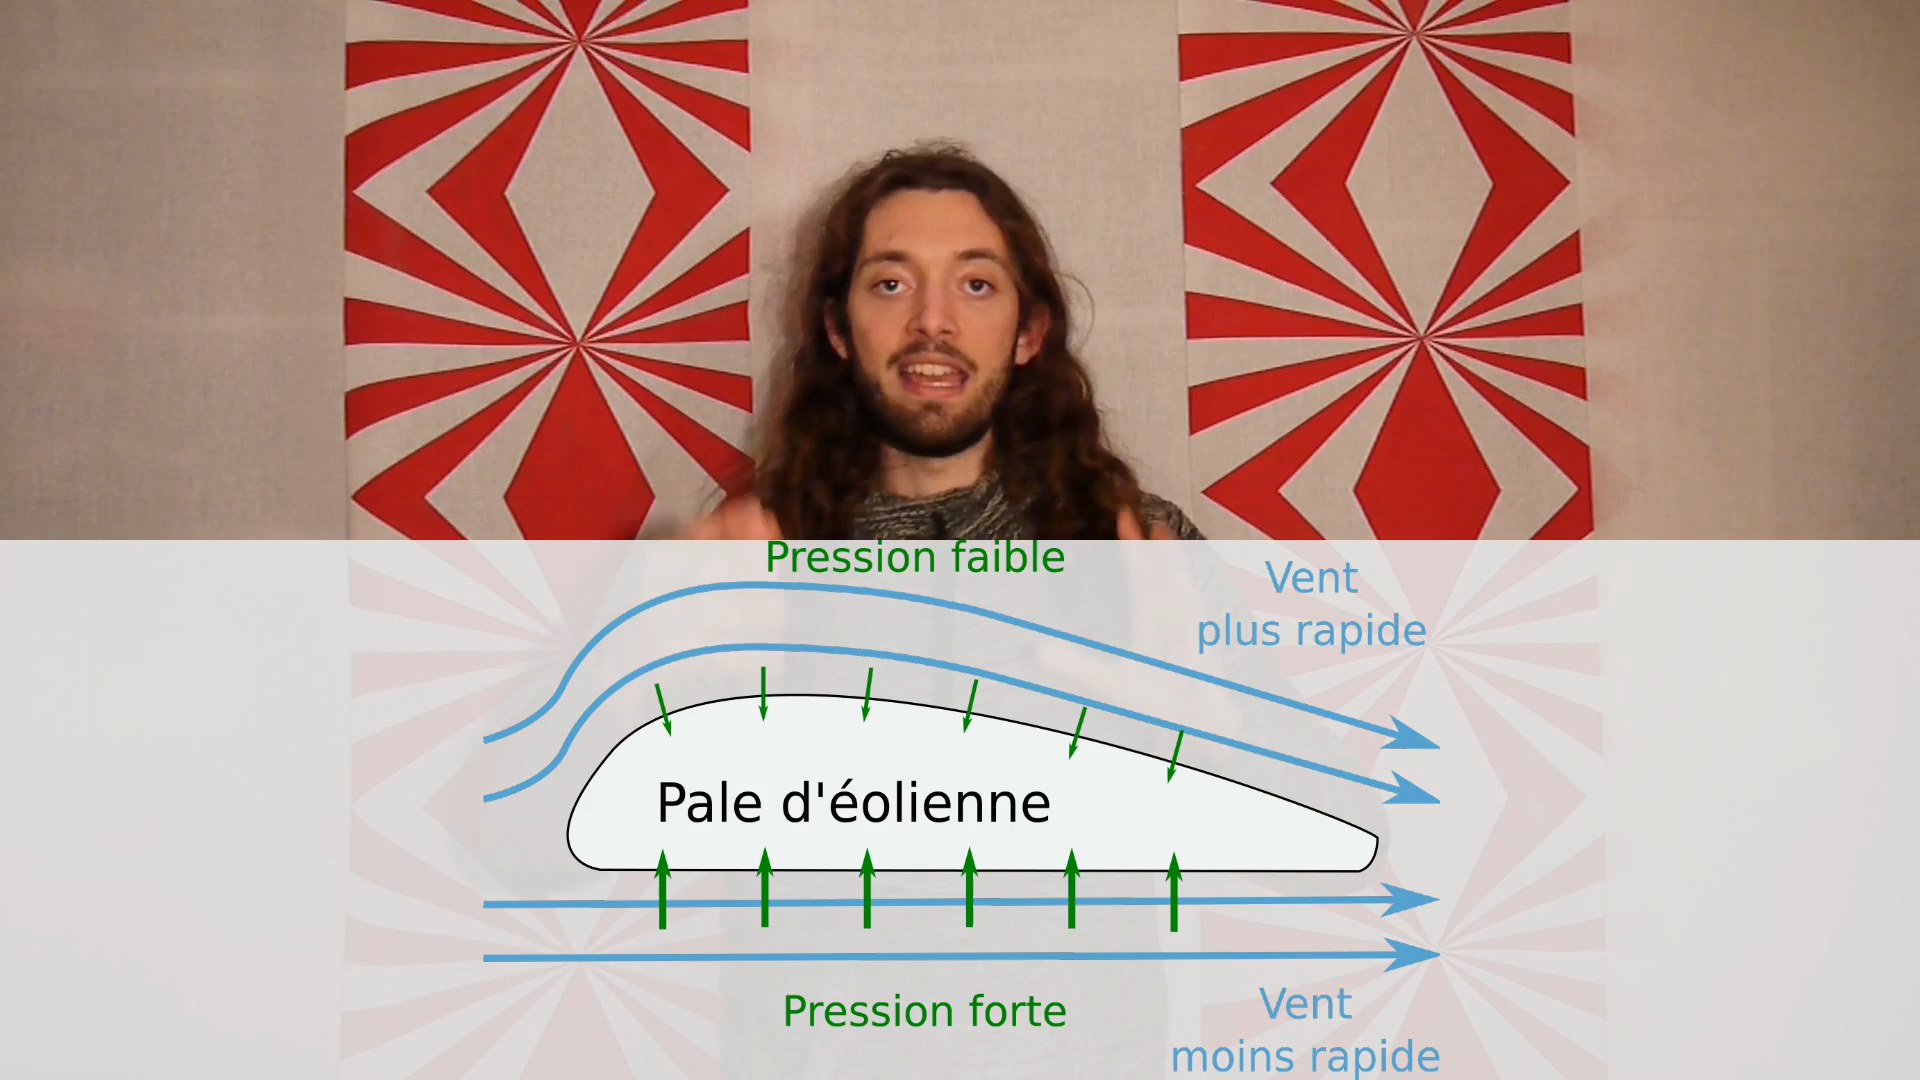 Pression faible
Vent
plus rapide
Pale d'éolienne
Pression forte
Vent
moins rapide